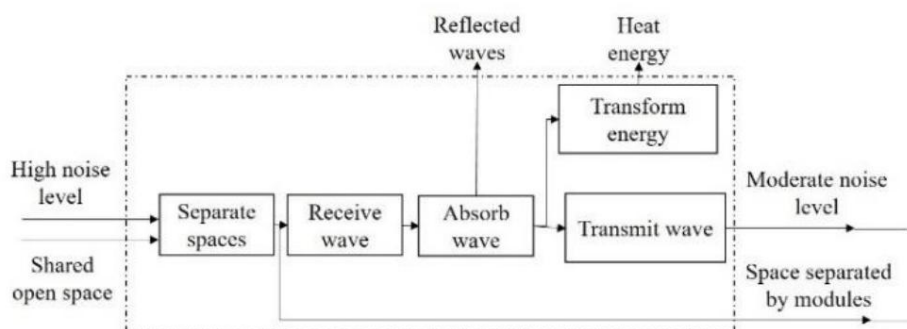 Reflected
waves
Heat
energy
Transform
energy
High noise
level
Separate
spaces
Receive
wave
Absorb
wave
Transmit wave
Moderate noise
level
Shared
open space
Space separated
by modules